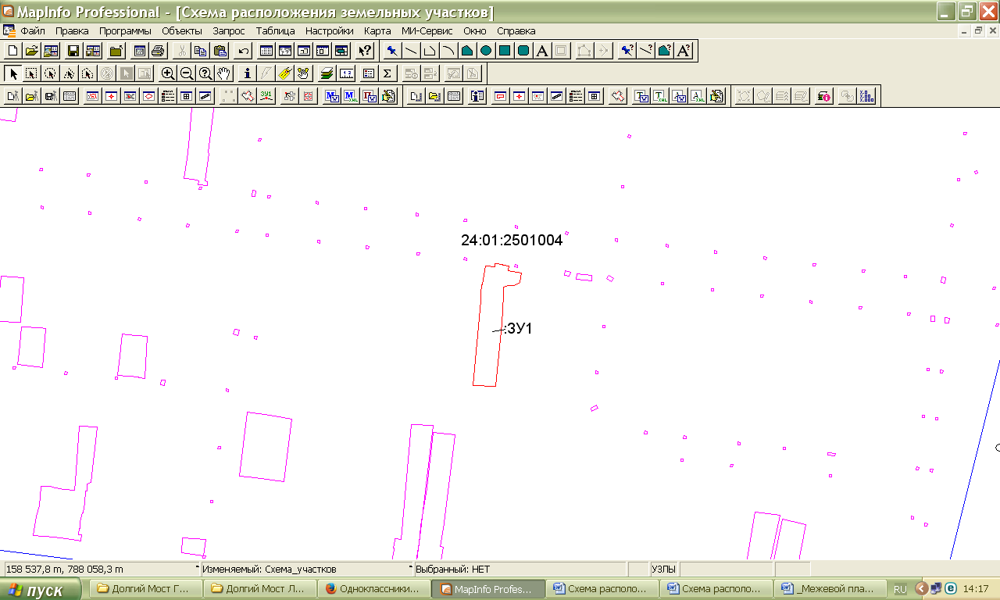 MapInfo Professional - [Схема расположения земельных участков]
Файл Правка Программы Объекты Запрос Таблица Настройки Карта МИ-Сервис Окно Справка
24:01:2501004
:ЗУ1
158 537,8 m, 788 058,3 m Изменяемый: Схема_участков Выбранный: НЕТ УЗЛЫ
пуск Долгий Мост Г... Долгий Мост Л... Одноклассники... MapInfo Profes... Схема располо... Схема располо... _Межевой пла... RU 14:17